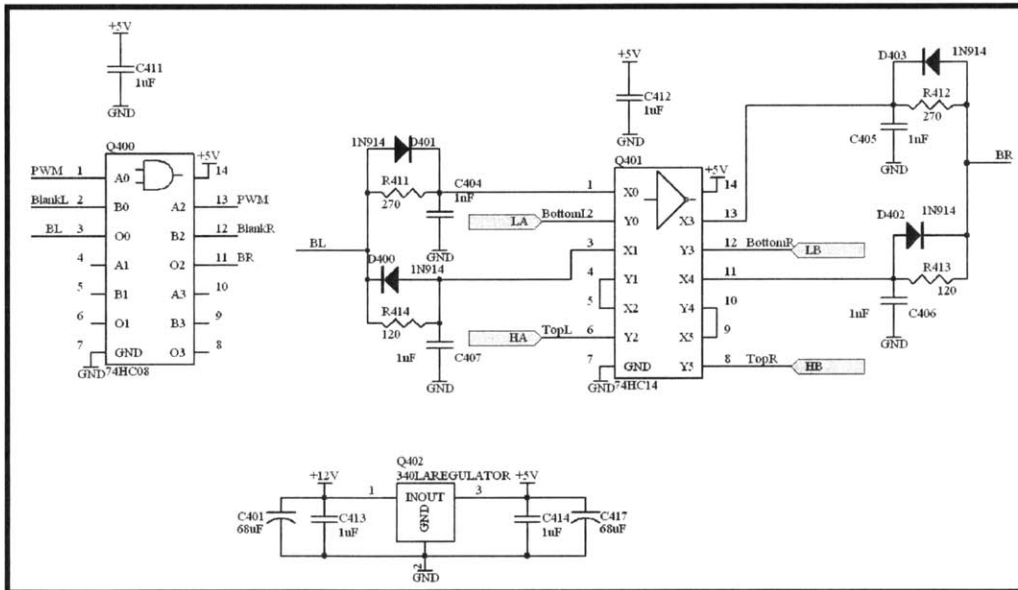 +5V
C411
1uF
GND
Q400
+5V
PWM 1 A0 14
BlankL 2 B0 A2 13 PWM
BL 3 O0 B2 12 BlankR
4 A1 O2 11 BR
5 B1 A3 10
6 O1 B3 9
7 GND O3 8
GND
74HC08
1N914 D401
R411
270
C404
1nF
GND
BL
D400
1N914
R414
120
1nF C407
GND
LA BottomL2
HA TopL
+5V
C412
1uF
GND
Q401
+5V
1 X0 14
Y0 X3 13
3 X1 Y3 12 BottomR LB
4 Y1 X4 11
5 X2 Y4 10
6 Y2 X5 9
7 GND Y5 8 TopR HB
GND
74HC14
D403 1N914
R412
270
C405 1nF
GND
BR
D402 1N914
R413
120
1nF C406
GND
Q402
340LAREGULATOR
+12V
+5V
1 INOUT 3
GND
2
GND
C401
68uF
C413
1uF
C414
1uF
C417
68uF